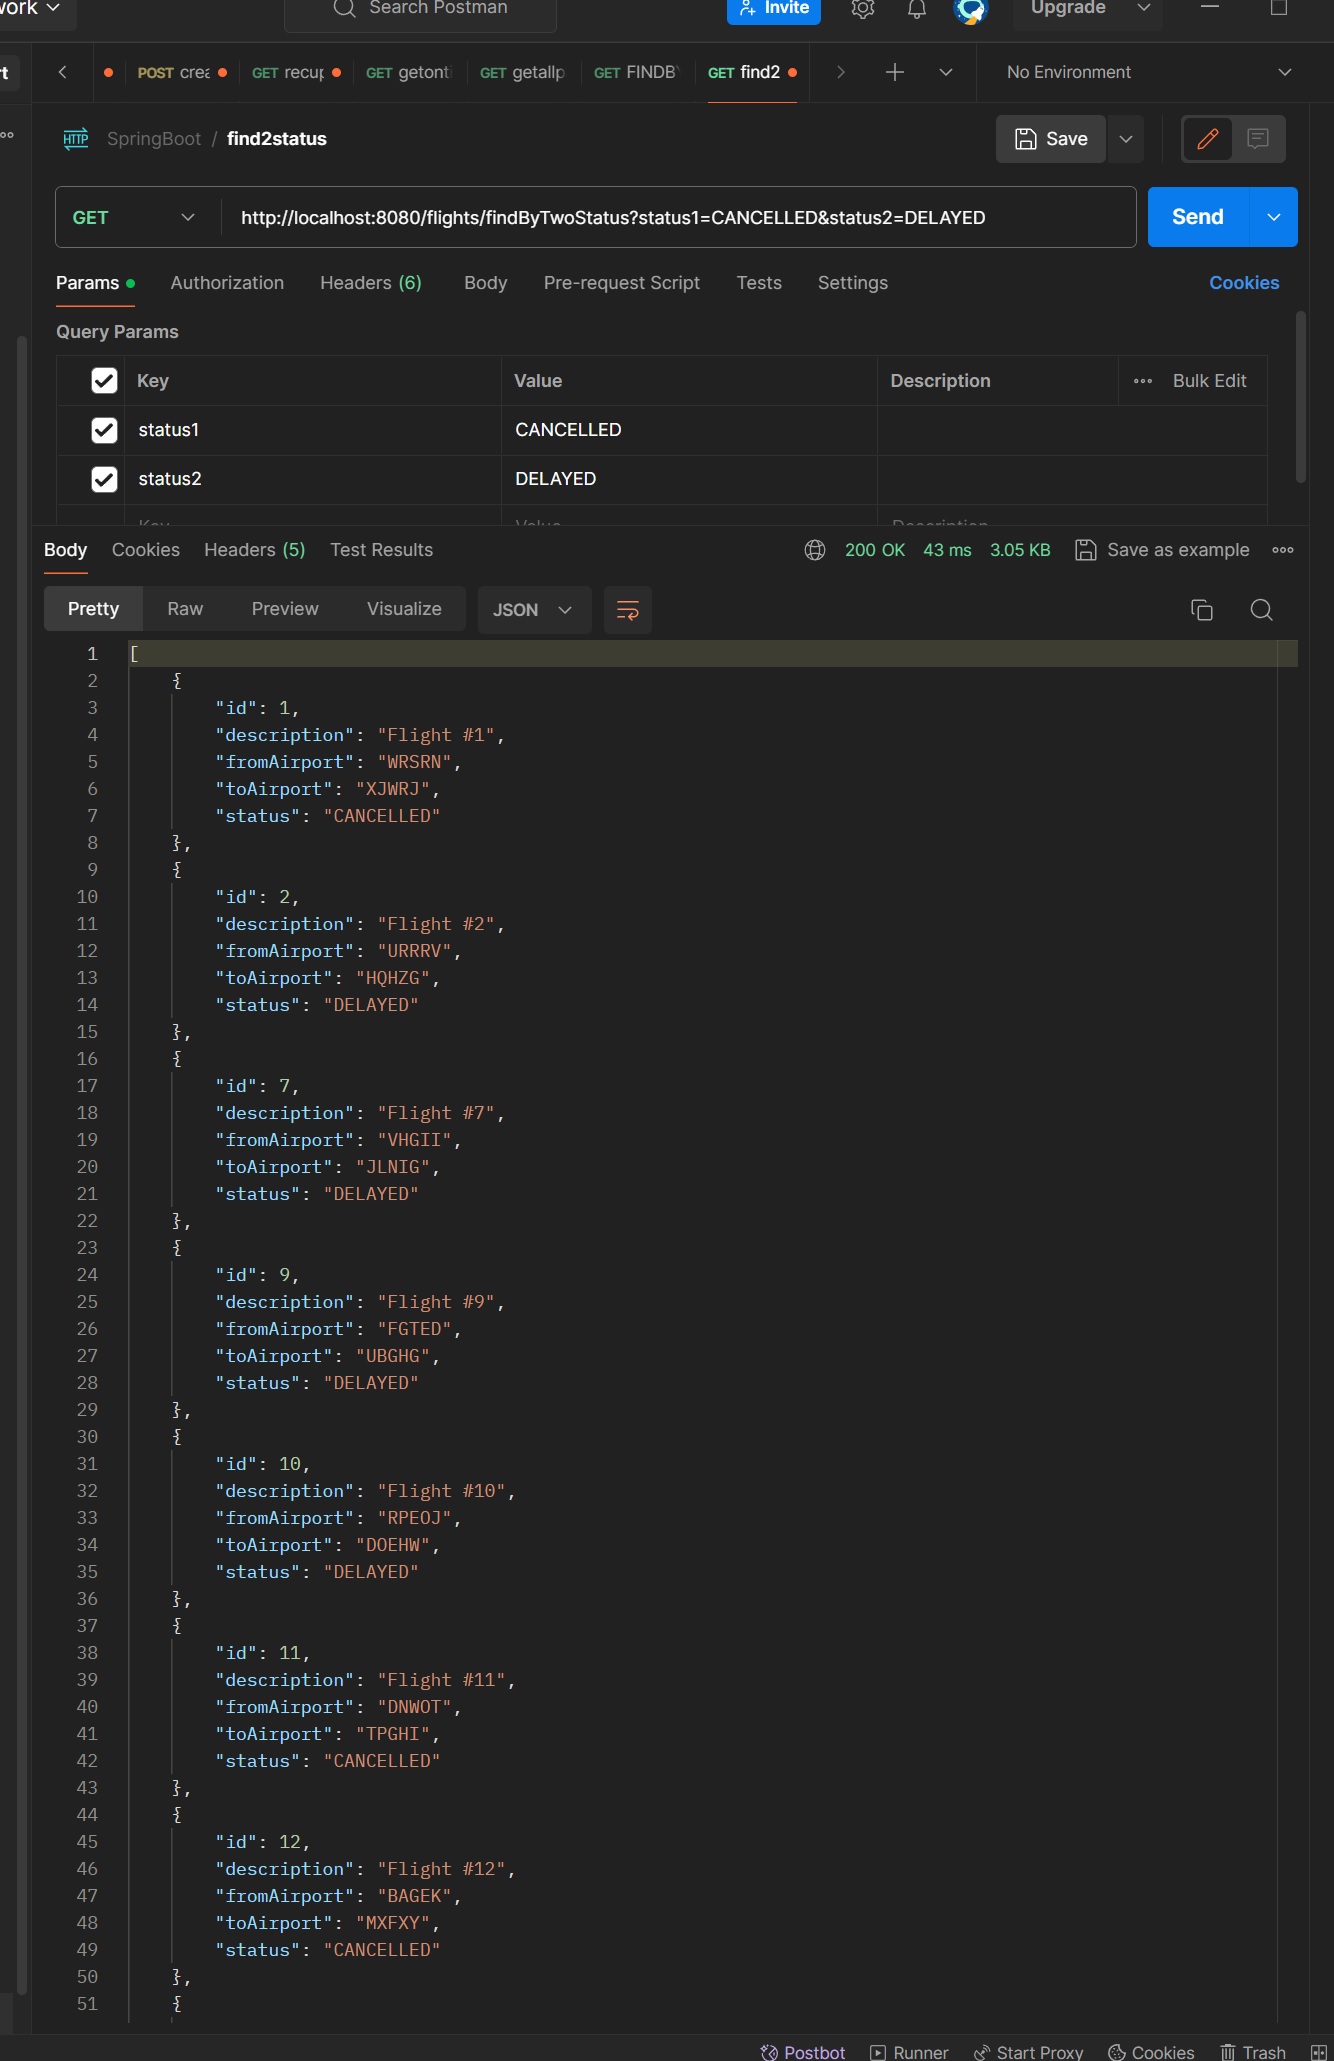 Search Postman
Invite
Upgrade
POST
GET
GET
GET
GET
GET find2
No Environment
HTTP
SpringBoot / find2status
Save
GET
http://localhost:8080/flights/findByTwoStatus?status1=CANCELLED&status2=DELAYED
Send
Params
Authorization
Headers (6)
Body
Pre-request Script
Tests
Settings
Cookies
Query Params
Key
Value
Description
Bulk Edit
status1
CANCELLED
status2
DELAYED
Key
Value
Description
Body
Cookies
Headers (5)
Test Results
200 OK
43 ms
3.05 KB
Save as example
Pretty
Raw
Preview
Visualize
JSON
1 [
2 {
3 "id": 1,
4 "description": "Flight #1",
5 "fromAirport": "WRSRN",
6 "toAirport": "XJWRJ",
7 "status": "CANCELLED"
8 },
9 {
10 "id": 2,
11 "description": "Flight #2",
12 "fromAirport": "URRRV",
13 "toAirport": "HQHZG",
14 "status": "DELAYED"
15 },
16 {
17 "id": 7,
18 "description": "Flight #7",
19 "fromAirport": "VHGII",
20 "toAirport": "JLNIG",
21 "status": "DELAYED"
22 },
23 {
24 "id": 9,
25 "description": "Flight #9",
26 "fromAirport": "FGTED",
27 "toAirport": "UBGHG",
28 "status": "DELAYED"
29 },
30 {
31 "id": 10,
32 "description": "Flight #10",
33 "fromAirport": "RPEOJ",
34 "toAirport": "DOEHW",
35 "status": "DELAYED"
36 },
37 {
38 "id": 11,
39 "description": "Flight #11",
40 "fromAirport": "DNWOT",
41 "toAirport": "TPGHI",
42 "status": "CANCELLED"
43 },
44 {
45 "id": 12,
46 "description": "Flight #12",
47 "fromAirport": "BAGEK",
48 "toAirport": "MXFXY",
49 "status": "CANCELLED"
50 },
51 {
Postbot
Runner
Start Proxy
Cookies
Trash